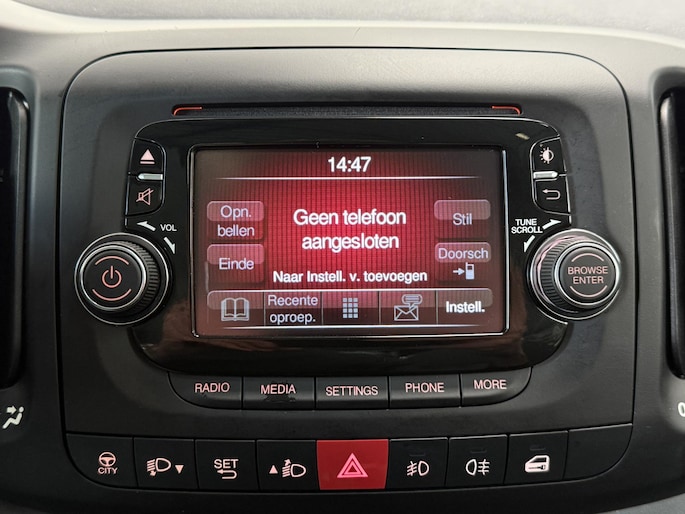 14:47
Opn.
bellen
Geen telefoon
aangesloten
Stil
Einde
Doorsch
Naar Instell. v. toevoegen
Recente
oproep.
Instell.
VOL
TUNE
SCROLL
BROWSE
ENTER
RADIO
MEDIA
SETTINGS
PHONE
MORE
CITY
SET